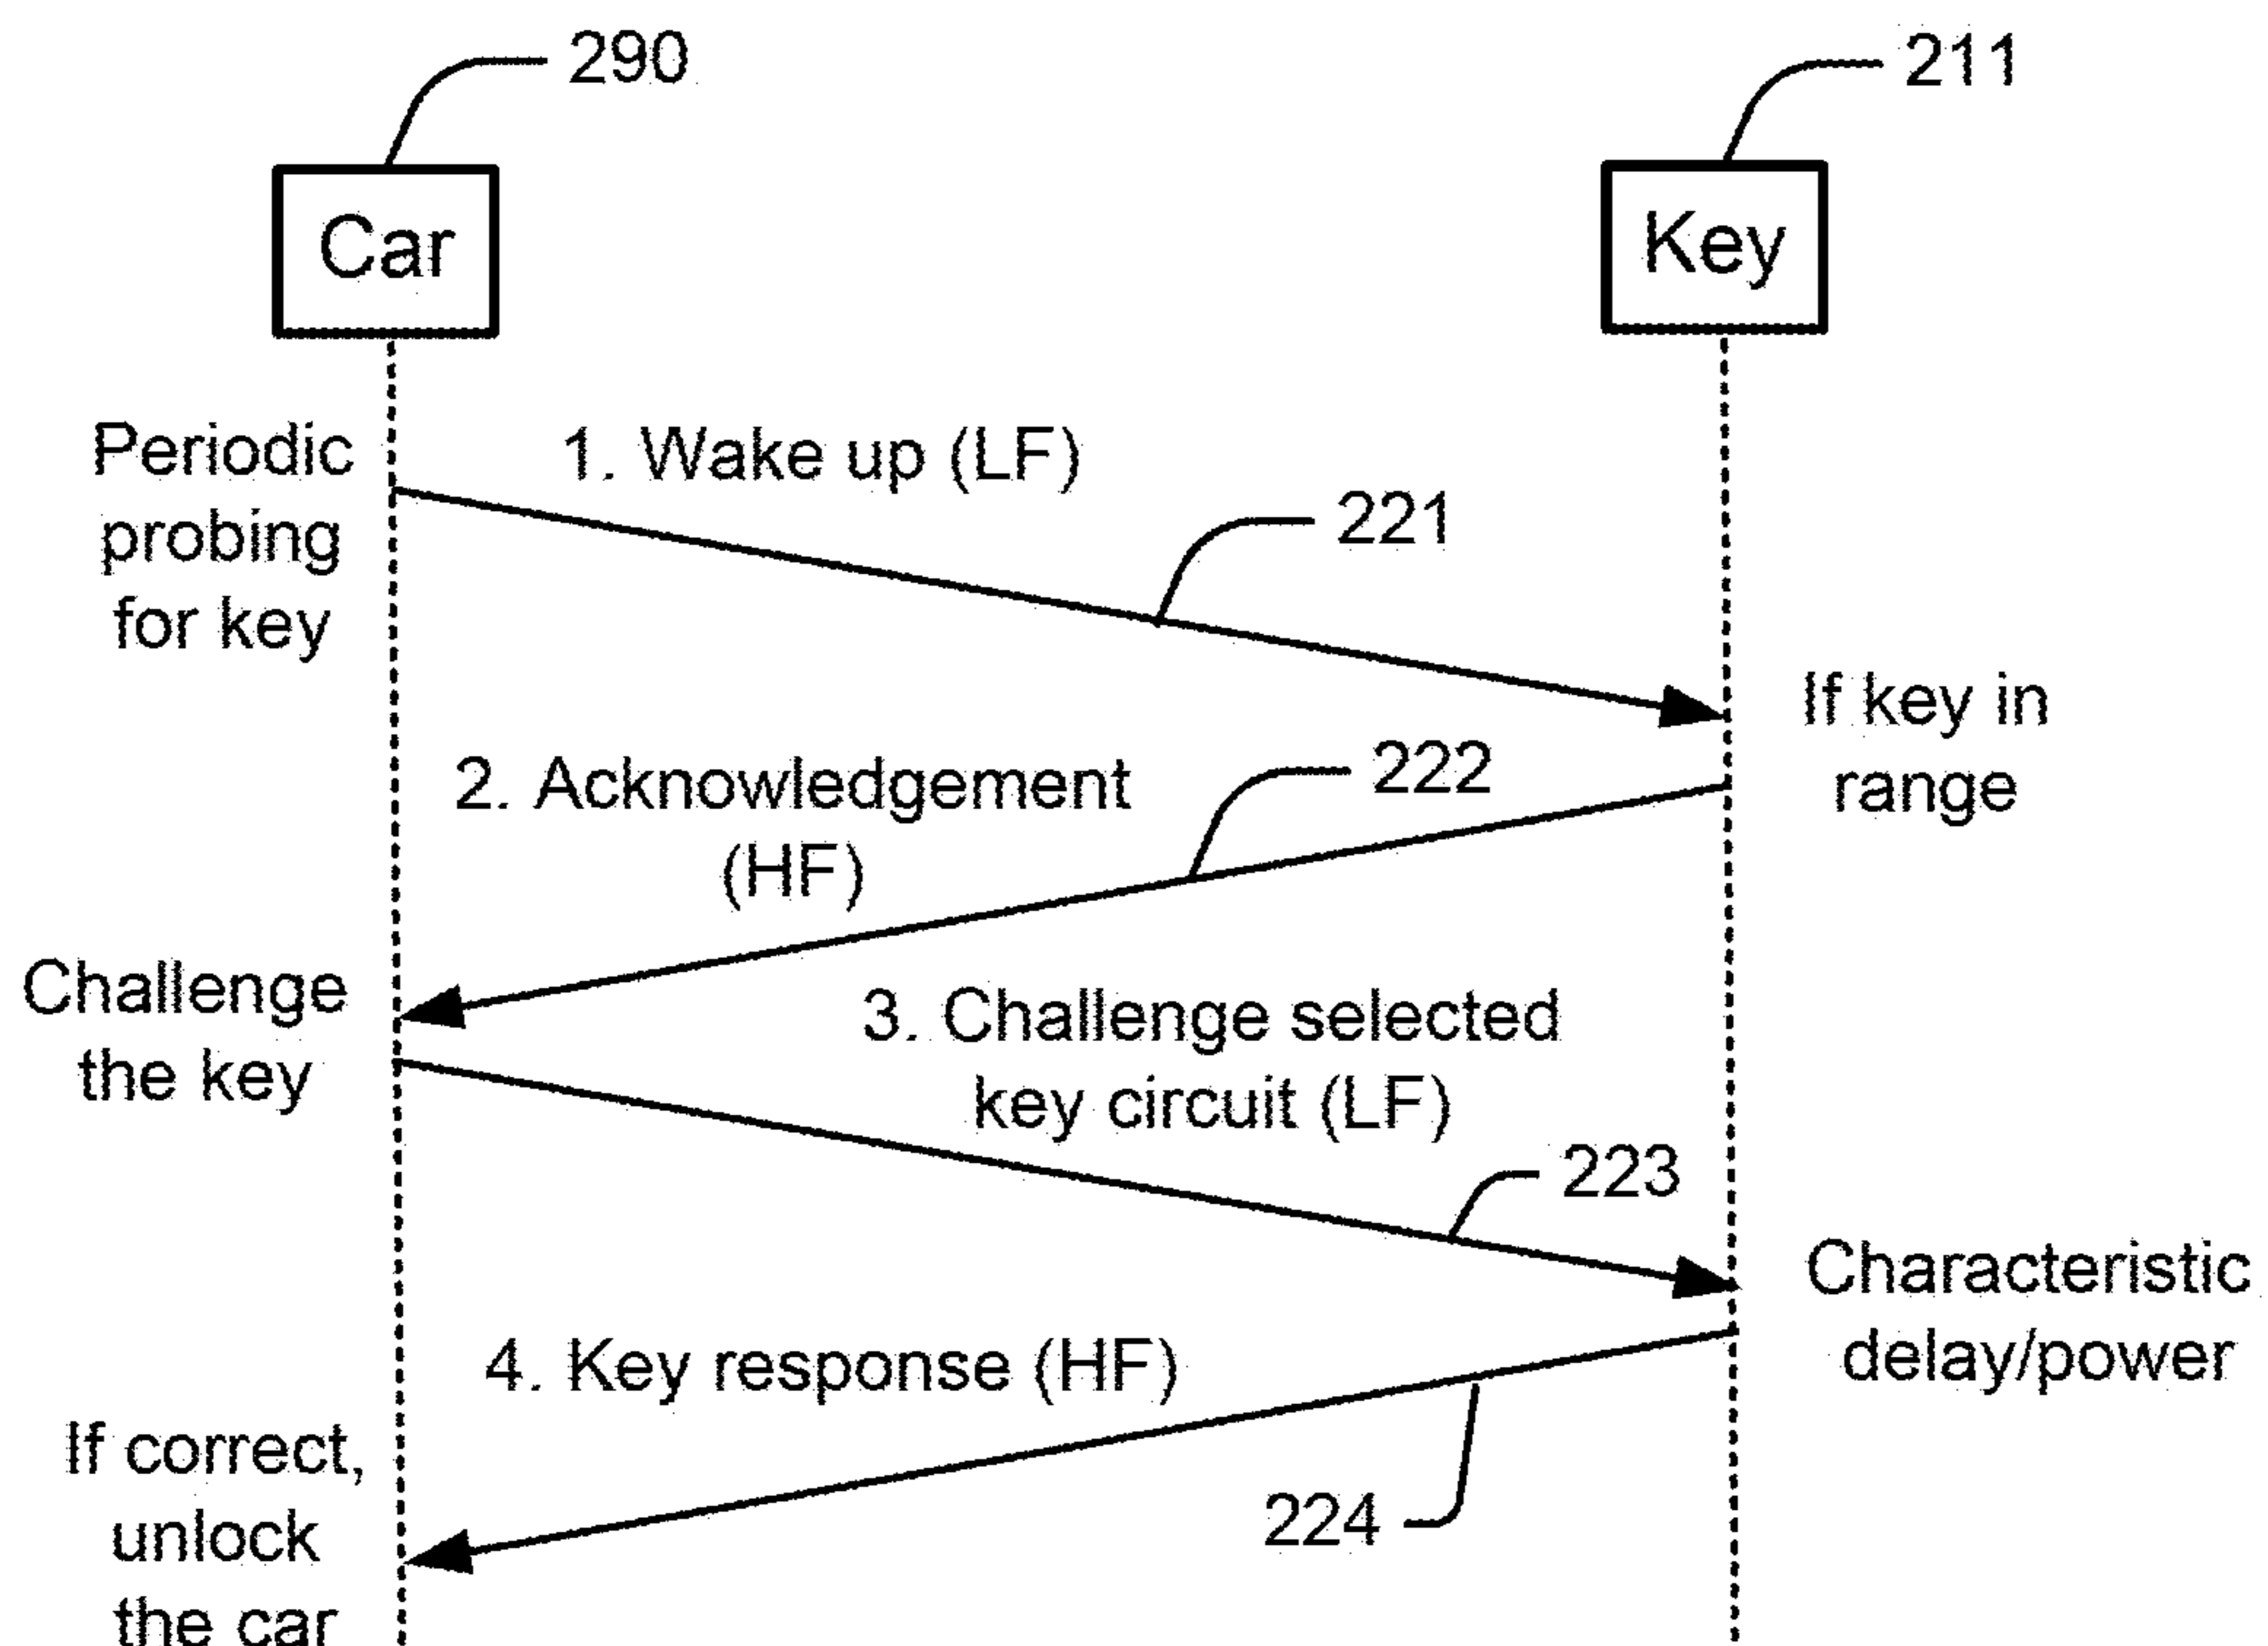 290
211
Car
Key
Periodic
probing
for key
1. Wake up (LF)
221
If key in
range
2. Acknowledgement
(HF)
222
Challenge
the key
3. Challenge selected
key circuit (LF)
223
Characteristic
delay/power
4. Key response (HF)
224
If correct,
unlock
the car